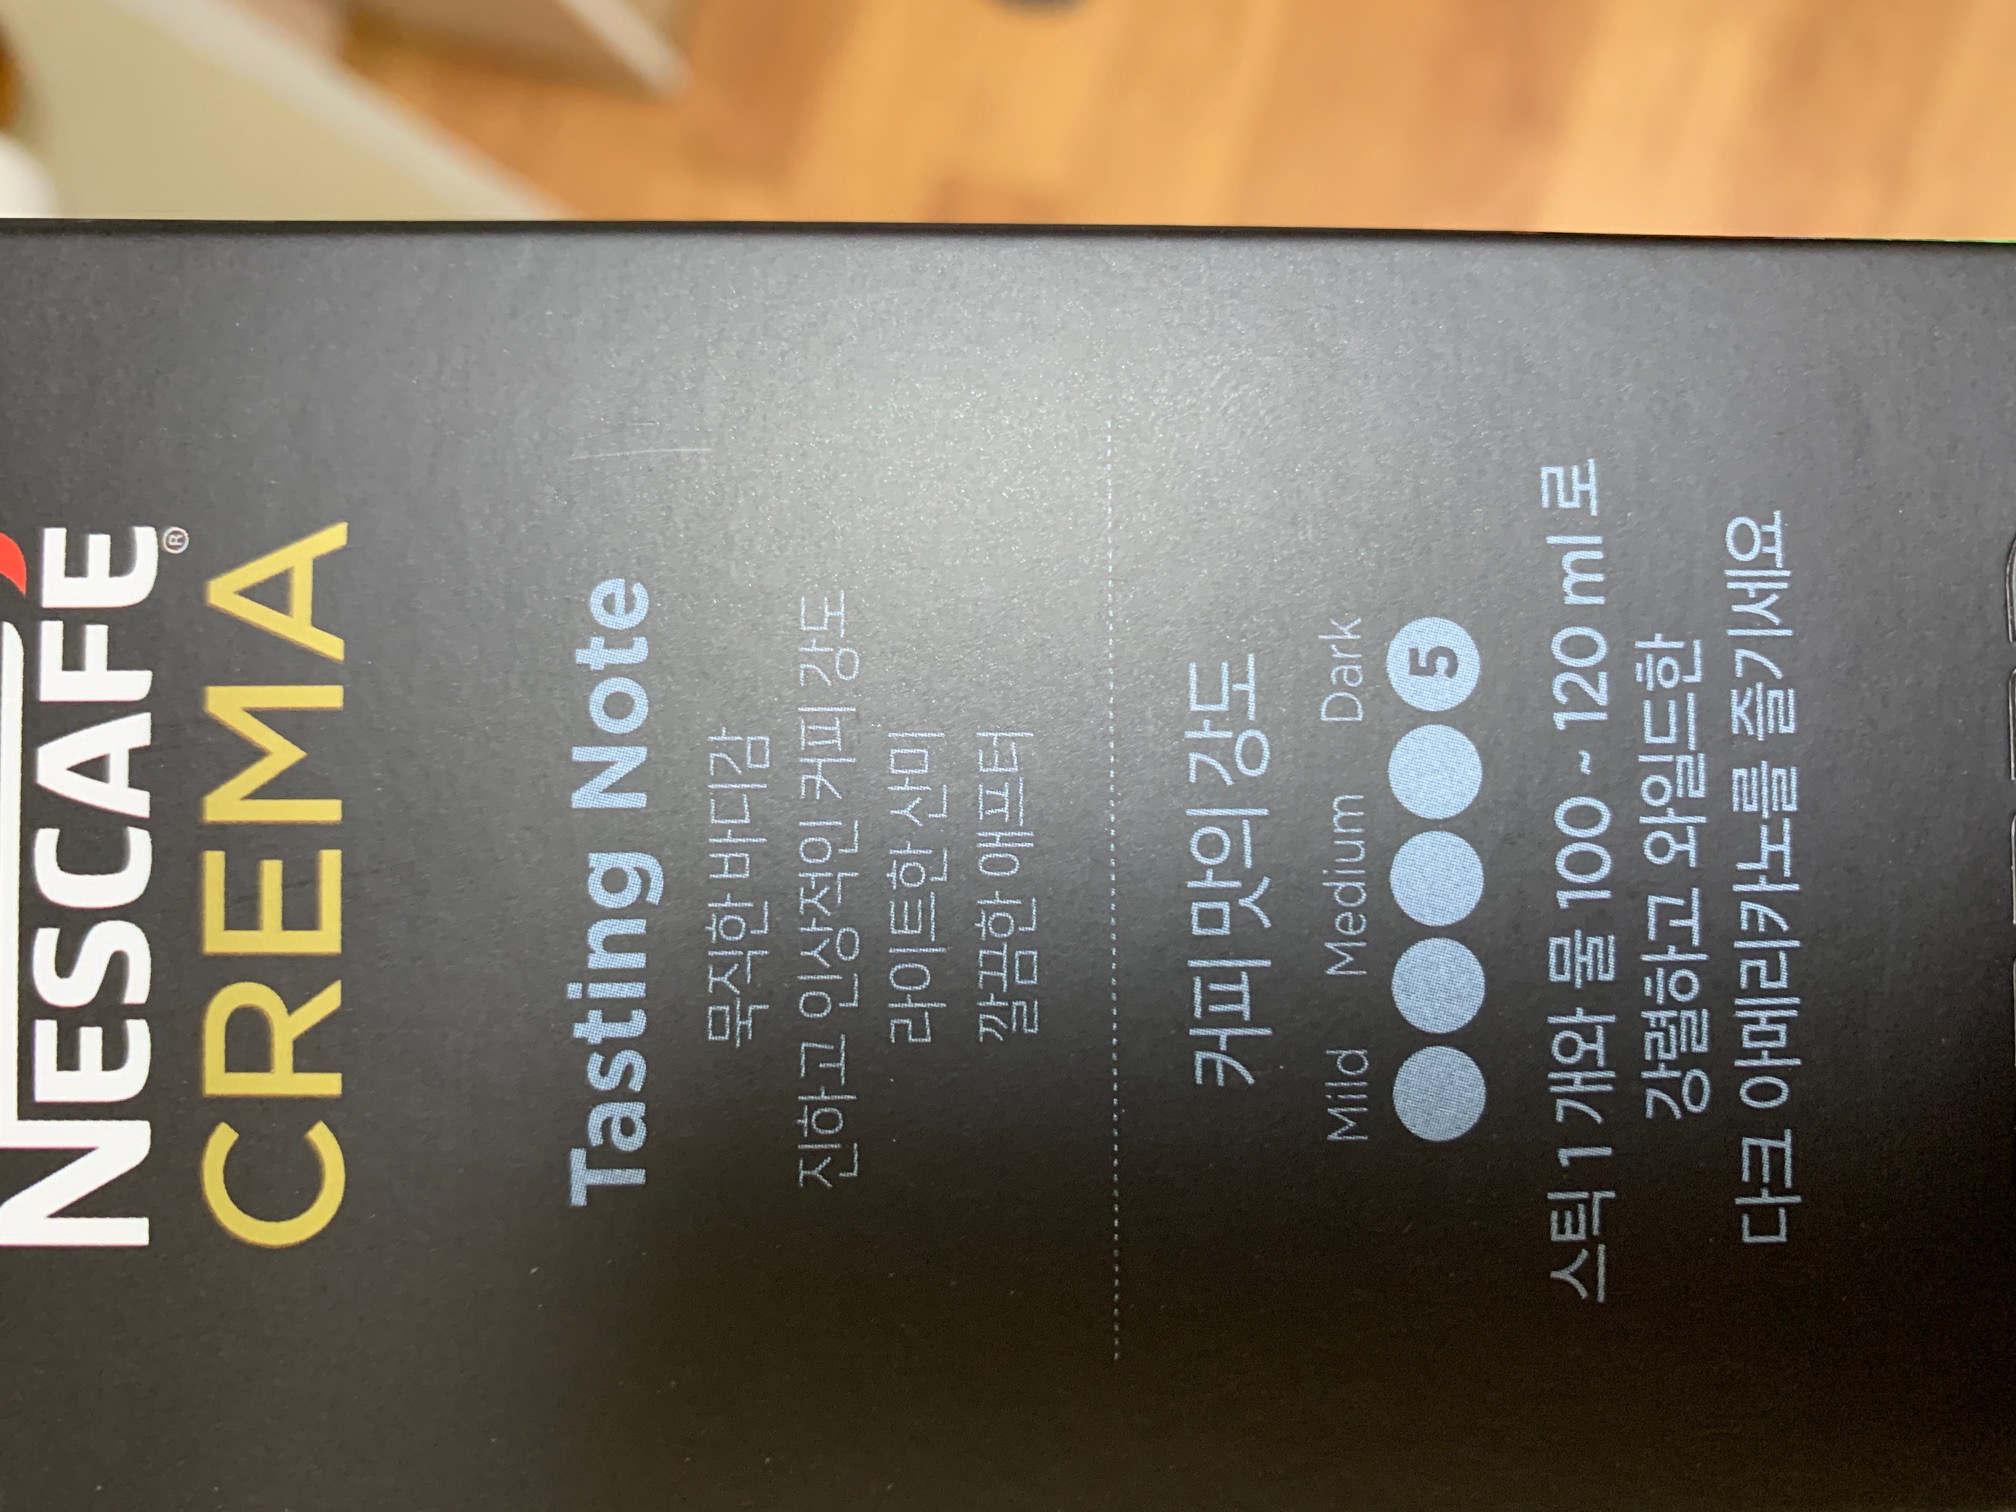 NESCAFE®
CREMA
Tasting Note
묵직한 바디감
진하고 인상적인 커피 강도
라이트한 산미
깔끔한 애프터
커피 맛의 강도
Mild Medium Dark
5
스틱 1 개와 물 100 ~ 120 ml 로
강렬하고 와일드한
다크 아메리카노를 즐기세요